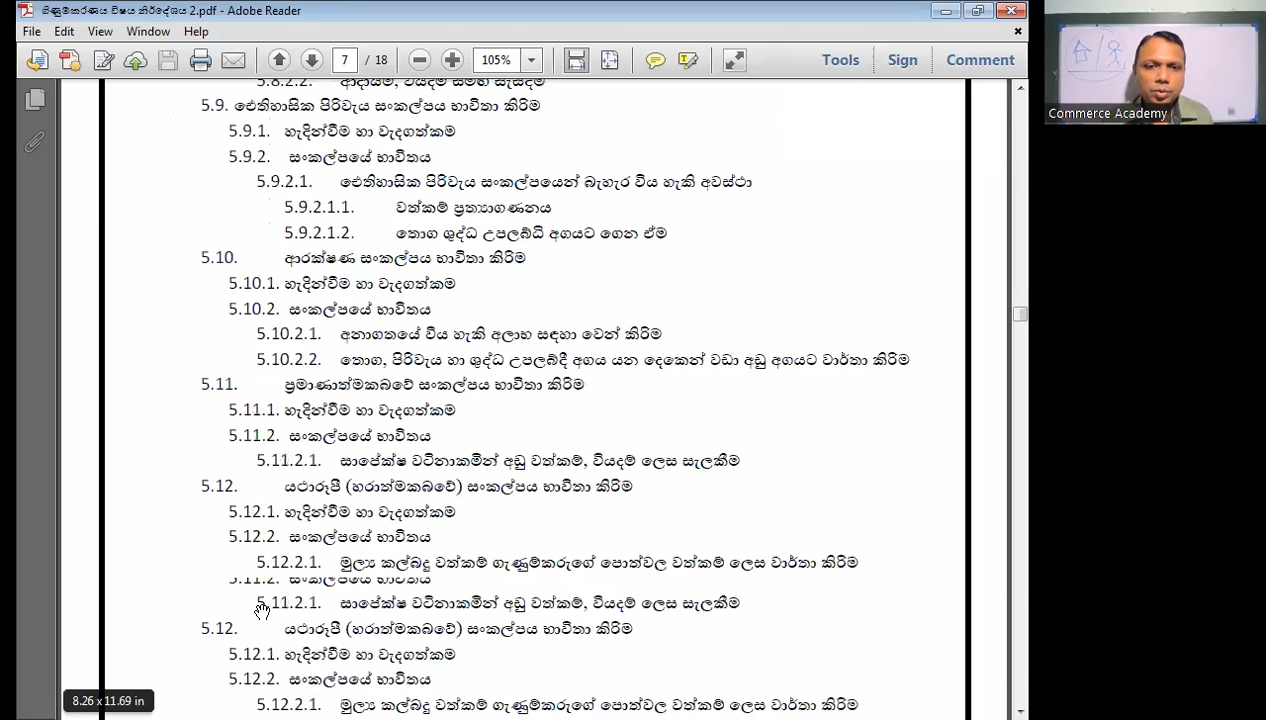 ගිණුම්කරණය විෂය නිර්දේශය 2.pdf - Adobe Reader
File Edit View Window Help
7 / 18
105%
Tools Sign Comment
5.8.2.2. ආදායම්, වියදම් සමඟ සැසඳීම
5.9. ඓතිහාසික පිරිවැය සංකල්පය භාවිතා කිරීම
5.9.1. හැඳින්වීම හා වැදගත්කම
5.9.2. සංකල්පයේ භාවිතය
5.9.2.1. ඓතිහාසික පිරිවැය සංකල්පයෙන් බැහැර විය හැකි අවස්ථා
5.9.2.1.1. වත්කම් ප්‍රත්‍යාගණනය
5.9.2.1.2. තොග ශුද්ධ උපලබ්ධි අගයට ගෙන ඒම
5.10. ආරක්ෂණ සංකල්පය භාවිතා කිරීම
5.10.1. හැඳින්වීම හා වැදගත්කම
5.10.2. සංකල්පයේ භාවිතය
5.10.2.1. අනාගතයේ විය හැකි අලාභ සඳහා වෙන් කිරීම
5.10.2.2. තොග, පිරිවැය හා ශුද්ධ උපලබ්දී අගය යන දෙකෙන් වඩා අඩු අගයට වාර්තා කිරීම
5.11. ප්‍රමාණාත්මකබවේ සංකල්පය භාවිතා කිරීම
5.11.1. හැඳින්වීම හා වැදගත්කම
5.11.2. සංකල්පයේ භාවිතය
5.11.2.1. සාපේක්ෂ වටිනාකමින් අඩු වත්කම්, වියදම් ලෙස සැලකීම
5.12. යථාරූපී (හරාත්මකබවේ) සංකල්පය භාවිතා කිරීම
5.12.1. හැඳින්වීම හා වැදගත්කම
5.12.2. සංකල්පයේ භාවිතය
5.12.2.1. මූල්‍ය කල්බදු වත්කම් ගැණුම්කරුගේ පොත්වල වත්කම් ලෙස වාර්තා කිරීම
5.11.2. සංකල්පයේ භාවිතය
5.11.2.1. සාපේක්ෂ වටිනාකමින් අඩු වත්කම්, වියදම් ලෙස සැලකීම
5.12. යථාරූපී (හරාත්මකබවේ) සංකල්පය භාවිතා කිරීම
5.12.1. හැඳින්වීම හා වැදගත්කම
5.12.2. සංකල්පයේ භාවිතය
5.12.2.1. මූල්‍ය කල්බදු වත්කම් ගැණුම්කරුගේ පොත්වල වත්කම් ලෙස වාර්තා කිරීම
8.26 x 11.69 in
Commerce Academy